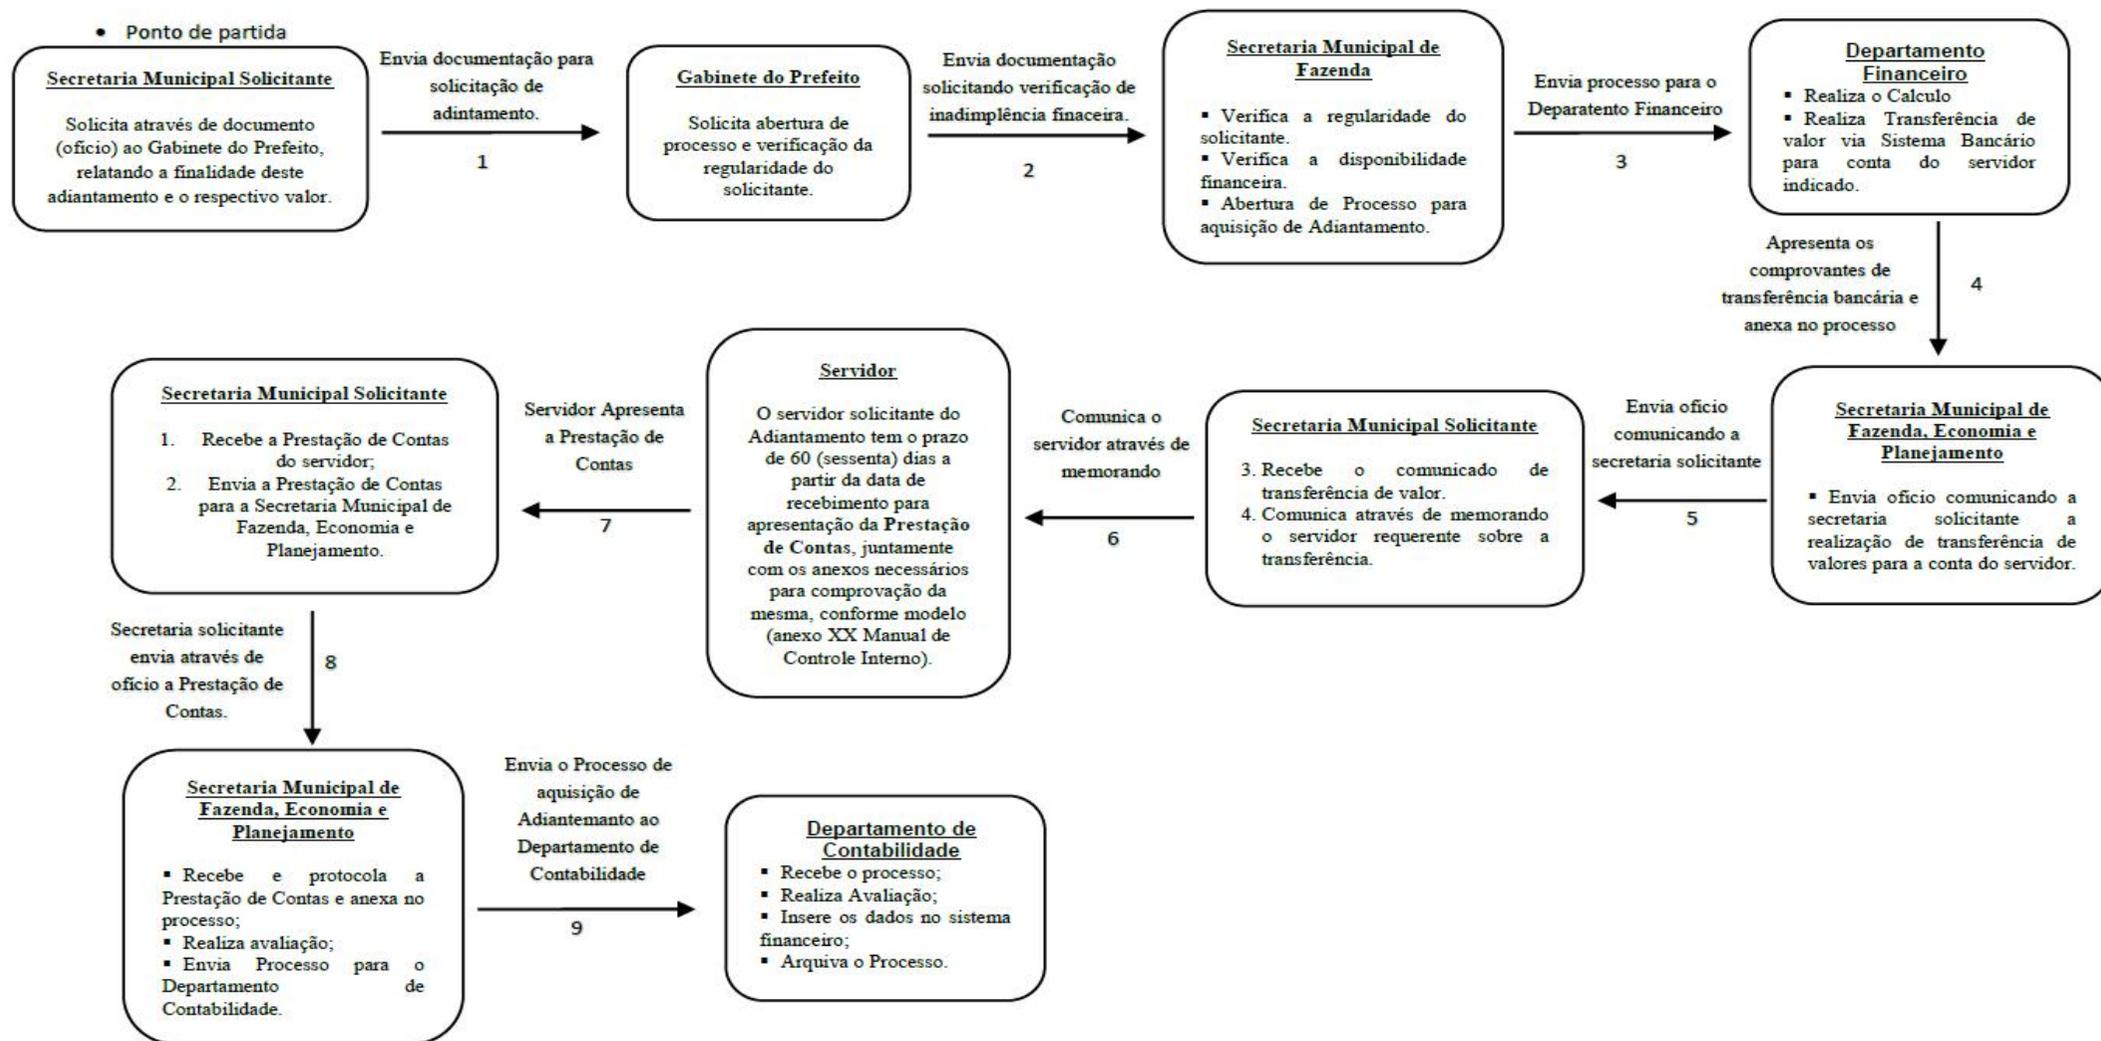 • Ponto de partida
Secretaria Municipal Solicitante
Solicita através de documento
(ofício) ao Gabinete do Prefeito,
relatando a finalidade deste
adiantamento e o respectivo valor.
Envia documentação para
solicitação de
adintamento.
1
Gabinete do Prefeito
Solicita abertura de
processo e verificação da
regularidade do
solicitante.
Envia documentação
solicitando verificação de
inadimplência finaceira.
2
Secretaria Municipal de
Fazenda
▪ Verifica a regularidade do
solicitante.
▪ Verifica a disponibilidade
financeira.
▪ Abertura de Processo para
aquisição de Adiantamento.
Envia processo para o
Deparatento Financeiro
3
Departamento
Financeiro
▪ Realiza o Calculo
▪ Realiza Transferência de
valor via Sistema Bancário
para conta do servidor
indicado.
Apresenta os
comprovantes de
transferência bancária e
anexa no processo
4
Secretaria Municipal de
Fazenda, Economia e
Planejamento
▪ Envia ofício comunicando a
secretaria solicitante a
realização de transferência de
valores para a conta do servidor.
Envia ofício
comunicando a
secretaria solicitante
5
Secretaria Municipal Solicitante
3. Recebe o comunicado de
transferência de valor.
4. Comunica através de memorando
o servidor requerente sobre a
transferência.
Comunica o
servidor através de
memorando
6
Servidor
O servidor solicitante do
Adiantamento tem o prazo
de 60 (sessenta) dias a
partir da data de
recebimento para
apresentação da Prestação
de Contas, juntamente
com os anexos necessários
para comprovação da
mesma, conforme modelo
(anexo XX Manual de
Controle Interno).
Servidor Apresenta
a Prestação de
Contas
7
Secretaria Municipal Solicitante
1. Recebe a Prestação de Contas
do servidor;
2. Envia a Prestação de Contas
para a Secretaria Municipal de
Fazenda, Economia e
Planejamento.
Secretaria solicitante
envia através de
ofício a Prestação de
Contas.
8
Secretaria Municipal de
Fazenda, Economia e
Planejamento
▪ Recebe e protocola a
Prestação de Contas e anexa no
processo;
▪ Realiza avaliação;
▪ Envia Processo para o
Departamento de
Contabilidade.
Envia o Processo de
aquisição de
Adiantemanto ao
Departamento de
Contabilidade
9
Departamento de
Contabilidade
▪ Recebe o processo;
▪ Realiza Avaliação;
▪ Insere os dados no sistema
financeiro;
▪ Arquiva o Processo.